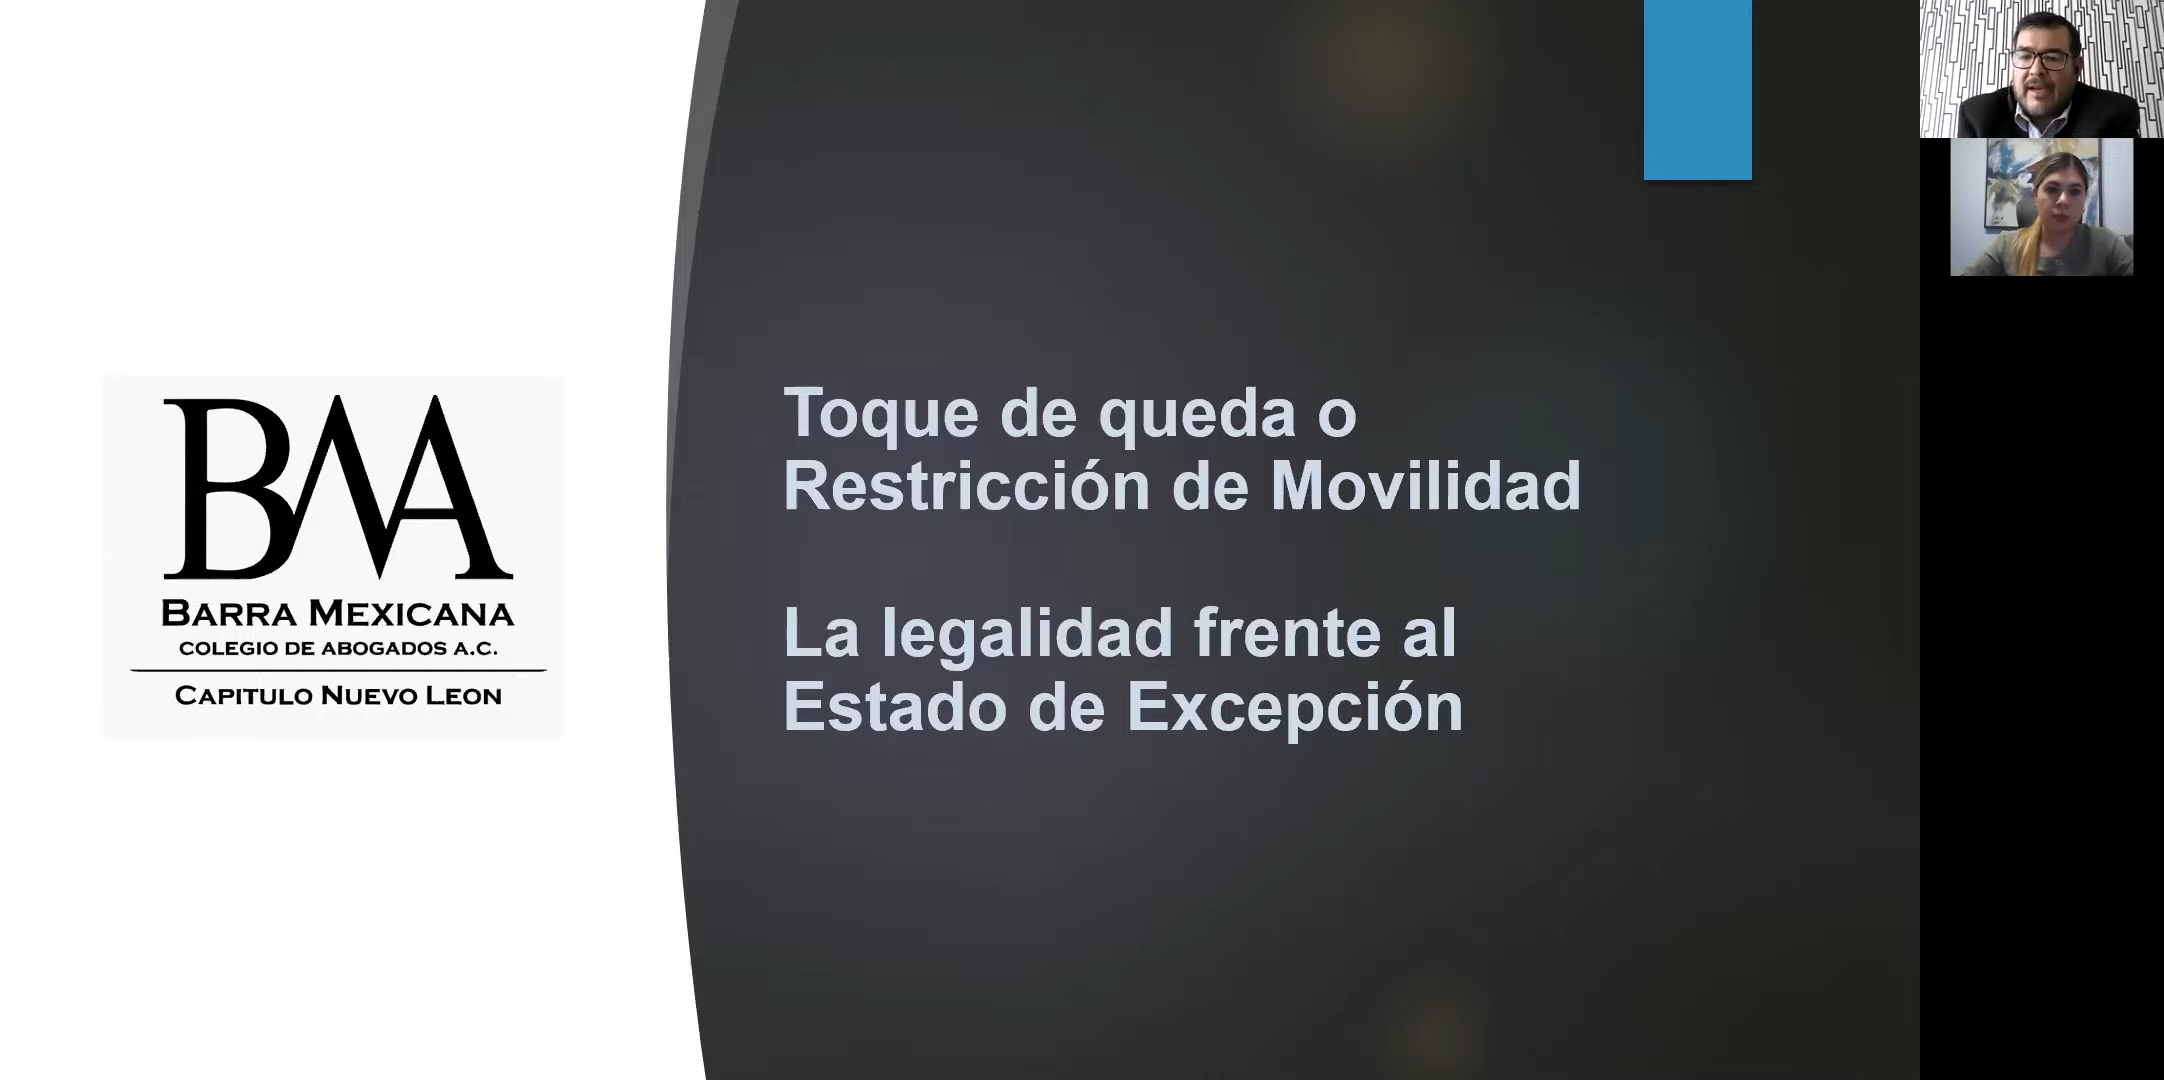 BMA
BARRA MEXICANA
COLEGIO DE ABOGADOS A.C.
CAPITULO NUEVO LEON
Toque de queda o
Restricción de Movilidad
La legalidad frente al
Estado de Excepción